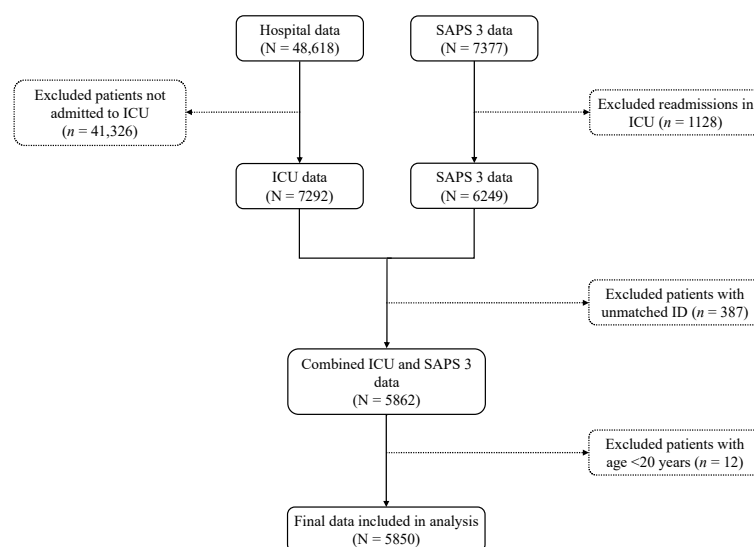 Hospital data
(N = 48,618)
SAPS 3 data
(N = 7377)
Excluded patients not
admitted to ICU
(n = 41,326)
Excluded readmissions in
ICU (n = 1128)
ICU data
(N = 7292)
SAPS 3 data
(N = 6249)
Excluded patients with
unmatched ID (n = 387)
Combined ICU and SAPS 3
data
(N = 5862)
Excluded patients with
age <20 years (n = 12)
Final data included in analysis
(N = 5850)